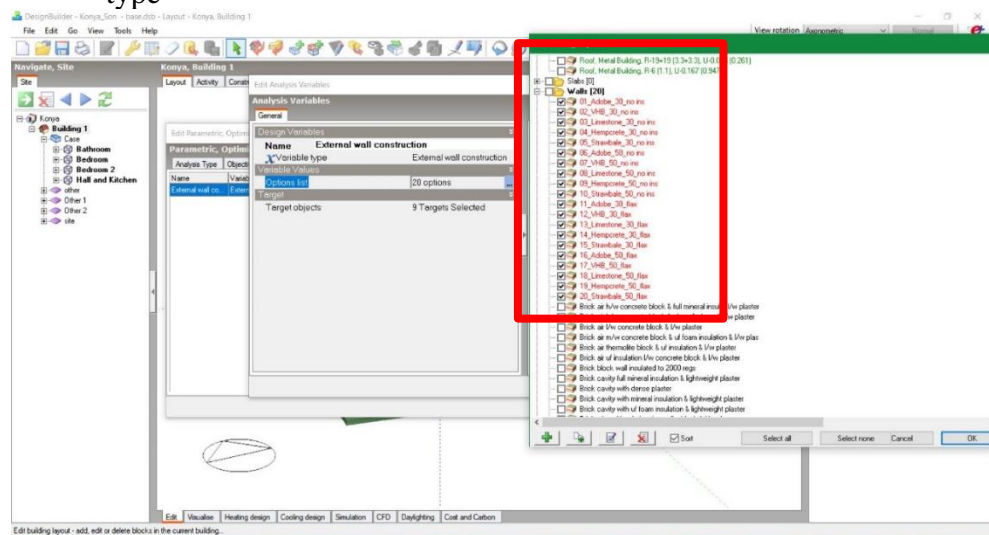 type
DesignBuilder - Konya_Son - base.dsb - Layout - Konya, Building 1
File Edit Go View Tools Help
View rotation Axonometric Normal
Navigate, Site
Konya, Building 1
Site
Layout Activity
Konya
Building 1
Case
Bathroom
Bedroom
Bedroom 2
Hall and Kitchen
other
Other 1
Other 2
site
Edit Parametric, Optimi
Parametric, Optimi
Analysis Type Objecti
Name Variab
External wall co... Extern
Edit Analysis Variables
Analysis Variables
General
Design Variables
Name External wall construction
Variable type External wall construction
Variable Values
Options list 20 options ...
Target
Target objects 9 Targets Selected
Roof, Metal Building, R-19+19 (3.3+3.3), (0.261)
Roof, Metal Building, R-6 (1.1), U-0.167
Slabs [0]
Walls [20]
01_Adobe_30_no ins
02_VHB_30_no ins
03_Limestone_30_no ins
04_Hempcrete_30_no ins
05_Strawbale_30_no ins
06_Adobe_50_no ins
07_VHB_50_no ins
08_Limestone_50_no ins
09_Hempcrete_50_no ins
10_Strawbale_50_no ins
11_Adobe_30_flax
12_VHB_30_flax
13_Limestone_30_flax
14_Hempcrete_30_flax
15_Strawbale_30_flax
16_Adobe_50_flax
17_VHB_50_flax
18_Limestone_50_flax
19_Hempcrete_50_flax
20_Strawbale_50_flax
Brick air h/w concrete block & full mineral l/w plaster
plaster
Brick air l/w concrete block & l/w plaster
Brick air m/w concrete block & uf foam insulation & l/w plas
Brick air thermolite block & uf insulation & l/w plaster
Brick air uf insulation l/w concrete block & l/w plaster
Brick block wall insulated to 2000 regs
Brick cavity full mineral insulation & lightweight plaster
Brick cavity with dense plaster
Brick cavity with mineral insulation & lightweight plaster
Brick cavity with uf foam insulation & lightweight plaster
Sort Select all Select none Cancel OK
Edit Visualise Heating design Cooling design Simulation CFD Daylighting Cost and Carbon
Edit building layout - add, edit or delete blocks in the current building...